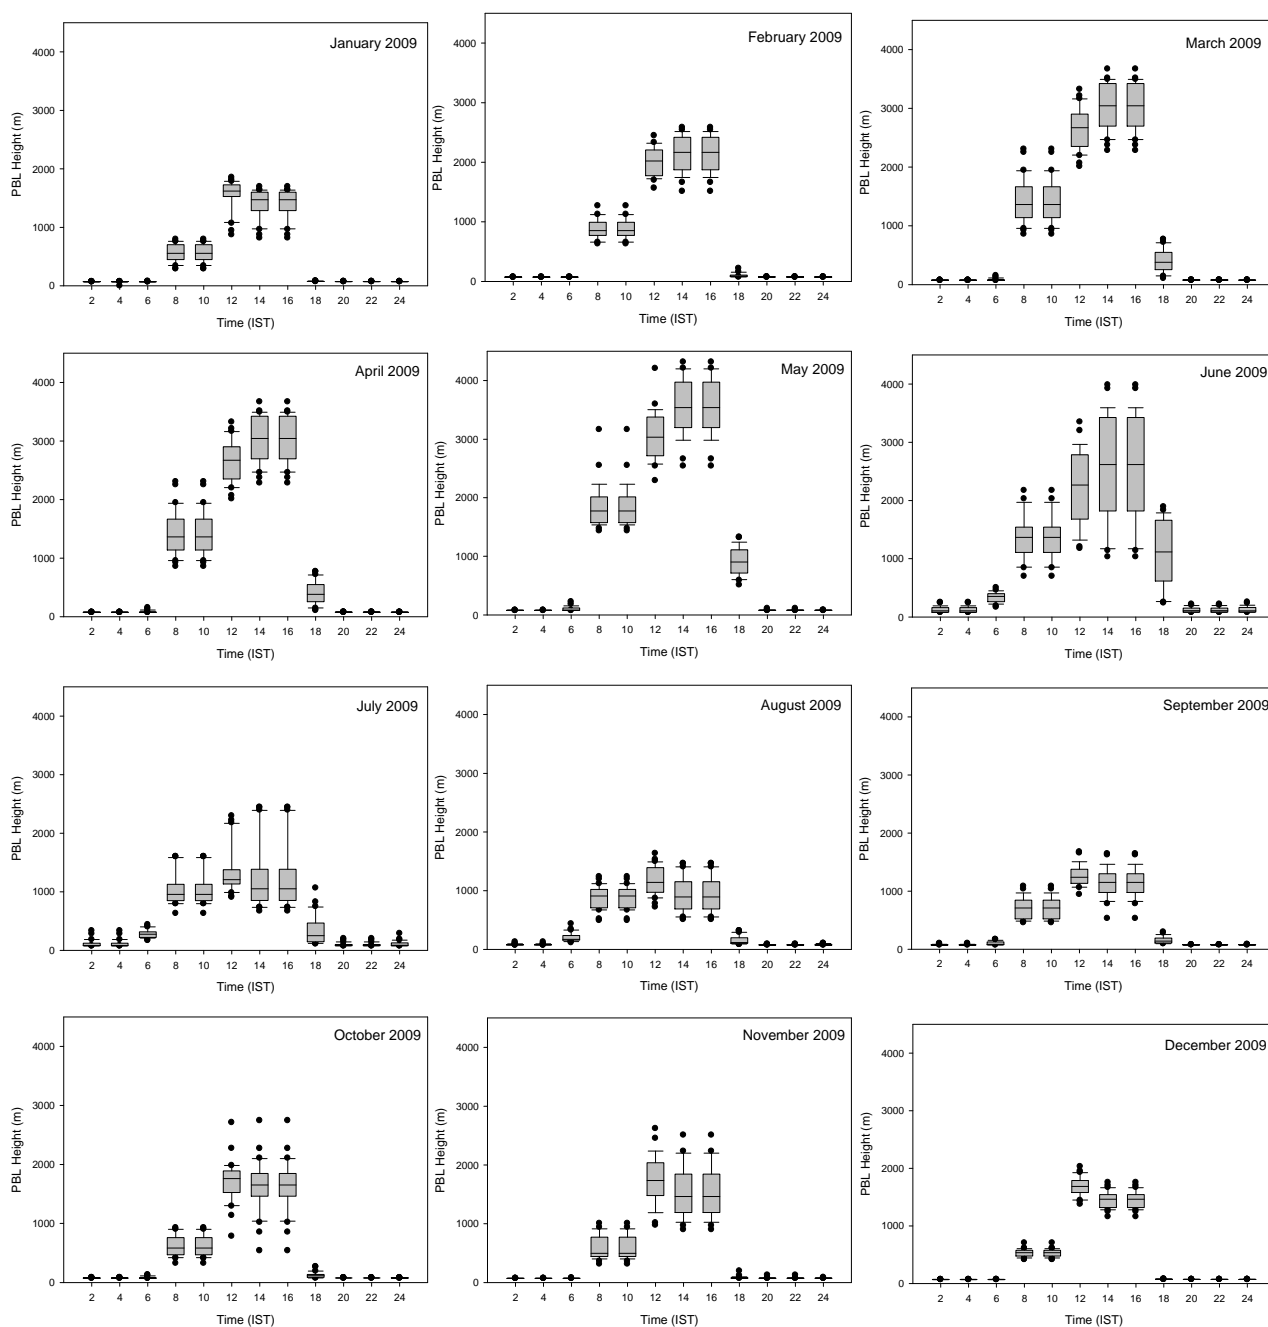 January 2009
PBL Height (m)
4000
3000
2000
1000
0
2 4 6 8 10 12 14 16 18 20 22 24
Time (IST)
February 2009
PBL Height (m)
4000
3000
2000
1000
0
2 4 6 8 10 12 14 16 18 20 22 24
Time (IST)
March 2009
PBL Height (m)
4000
3000
2000
1000
0
2 4 6 8 10 12 14 16 18 20 22 24
Time (IST)
April 2009
PBL Height (m)
4000
3000
2000
1000
0
2 4 6 8 10 12 14 16 18 20 22 24
Time (IST)
May 2009
PBL Height (m)
4000
3000
2000
1000
0
2 4 6 8 10 12 14 16 18 20 22 24
Time (IST)
June 2009
PBL Height (m)
4000
3000
2000
1000
0
2 4 6 8 10 12 14 16 18 20 22 24
Time (IST)
July 2009
PBL Height (m)
4000
3000
2000
1000
0
2 4 6 8 10 12 14 16 18 20 22 24
Time (IST)
August 2009
PBL Height (m)
4000
3000
2000
1000
0
2 4 6 8 10 12 14 16 18 20 22 24
Time (IST)
September 2009
PBL Height (m)
4000
3000
2000
1000
0
2 4 6 8 10 12 14 16 18 20 22 24
Time (IST)
October 2009
PBL Height (m)
4000
3000
2000
1000
0
2 4 6 8 10 12 14 16 18 20 22 24
Time (IST)
November 2009
PBL Height (m)
4000
3000
2000
1000
0
2 4 6 8 10 12 14 16 18 20 22 24
Time (IST)
December 2009
PBL Height (m)
4000
3000
2000
1000
0
2 4 6 8 10 12 14 16 18 20 22 24
Time (IST)